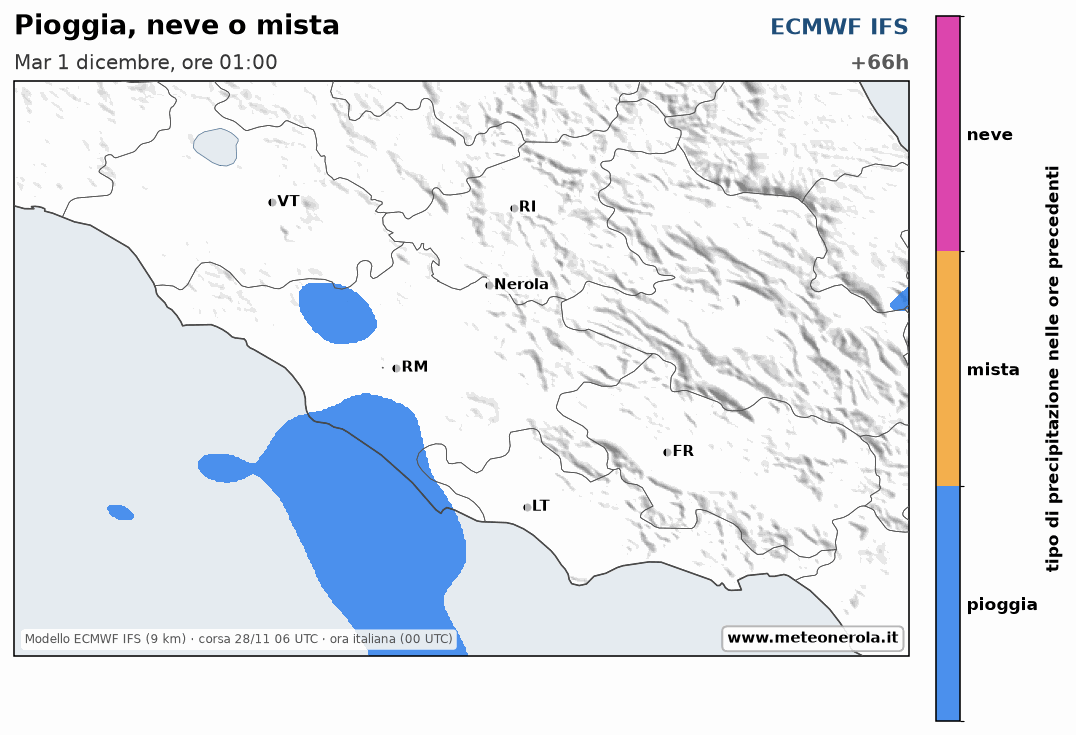 Pioggia, neve o mista
ECMWF IFS
Mar 1 dicembre, ore 01:00
+66h
neve
VT
RI
Nerola
RM
mista
FR
LT
pioggia
tipo di precipitazione nelle ore precedenti
Modello ECMWF IFS (9 km) · corsa 28/11 06 UTC · ora italiana (00 UTC)
www.meteonerola.it